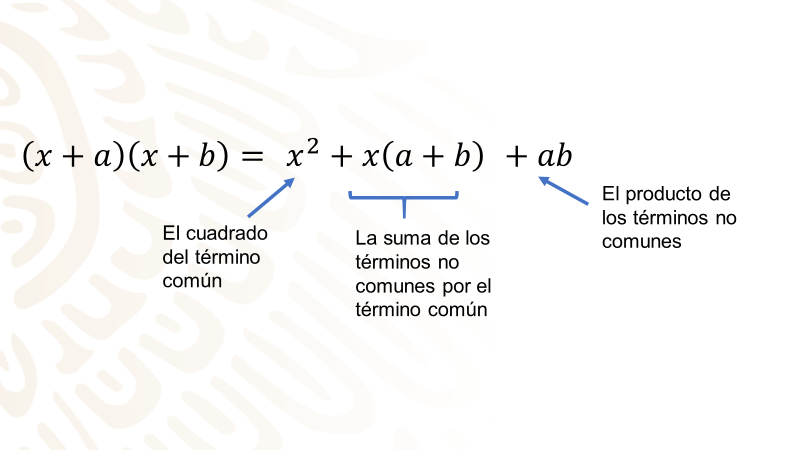 (x + a)(x + b) = x² + x(a + b) + ab
El cuadrado
del término
común
La suma de los
términos no
comunes por el
término común
El producto de
los términos no
comunes